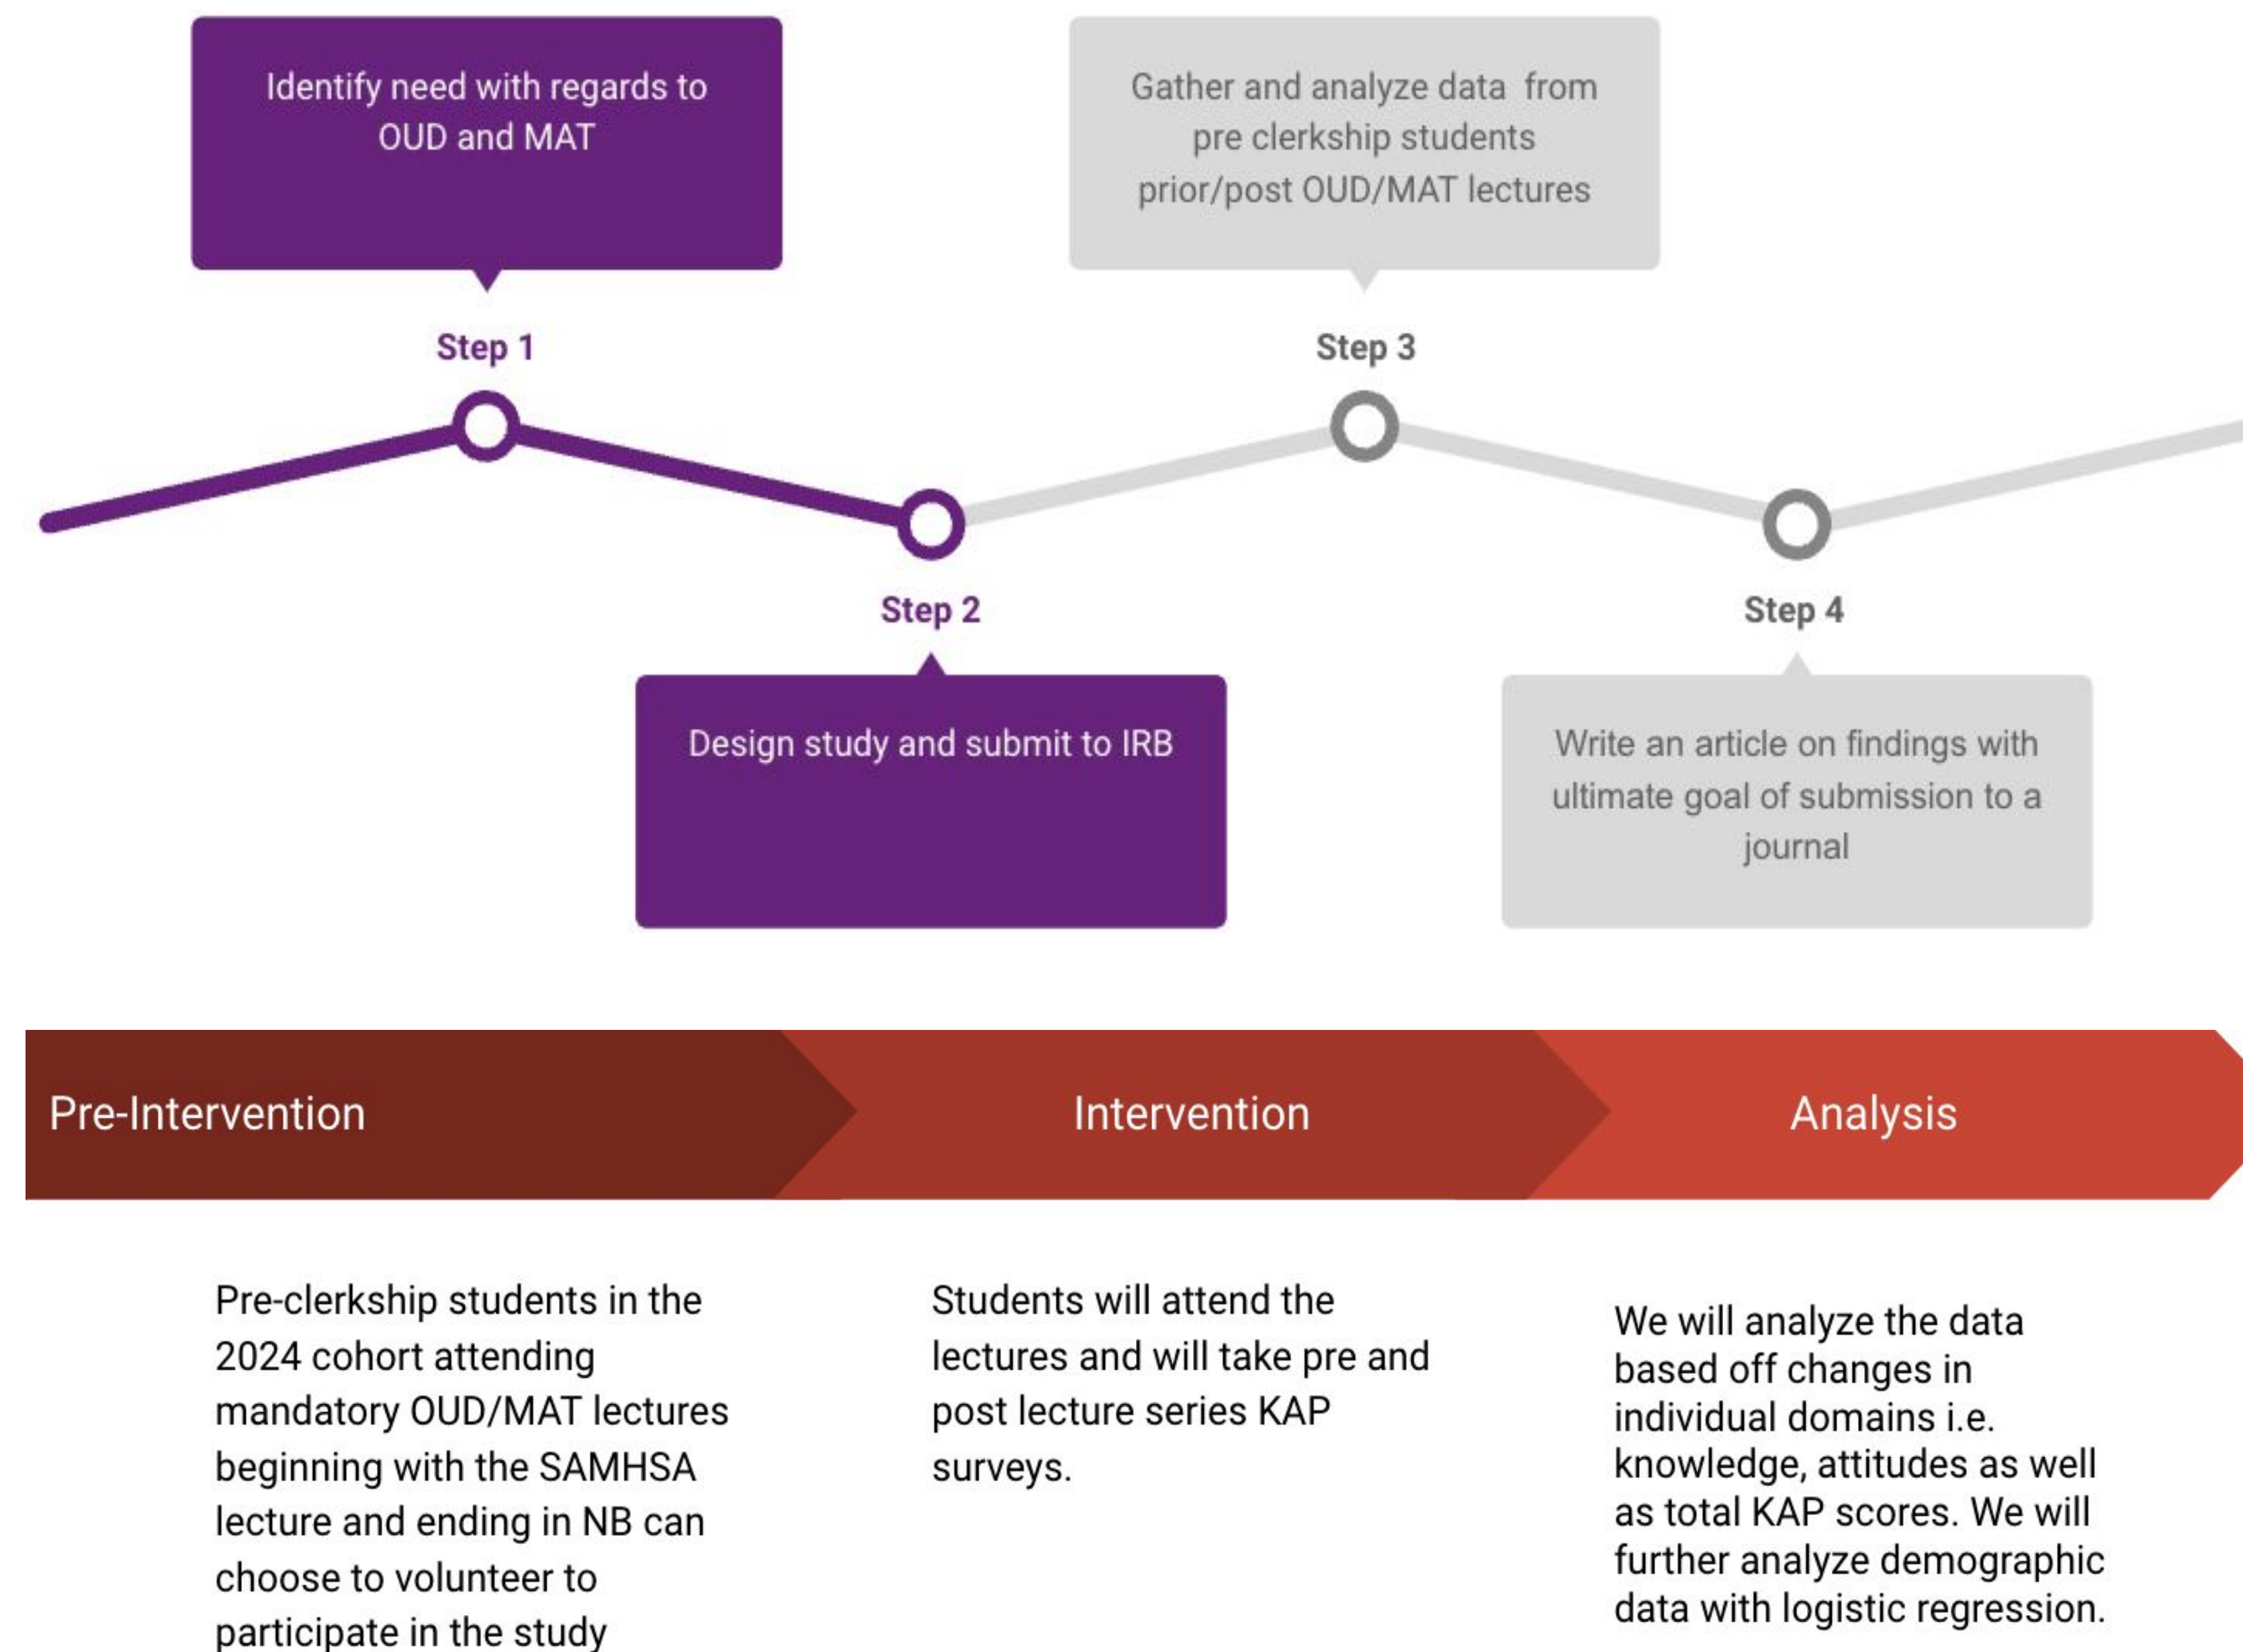 Identify need with regards to
OUD and MAT
Gather and analyze data  from
pre clerkship students
prior/post OUD/MAT lectures
Step 1
Step 3
Step 2
Step 4
Design study and submit to IRB
Write an article on findings with
ultimate goal of submission to a
journal
Pre-Intervention
Intervention
Analysis
Pre-clerkship students in the
2024 cohort attending
mandatory OUD/MAT lectures
beginning with the SAMHSA
lecture and ending in NB can
choose to volunteer to
participate in the study
Students will attend the
lectures and will take pre and
post lecture series KAP
surveys.
We will analyze the data
based off changes in
individual domains i.e.
knowledge, attitudes as well
as total KAP scores. We will
further analyze demographic
data with logistic regression.